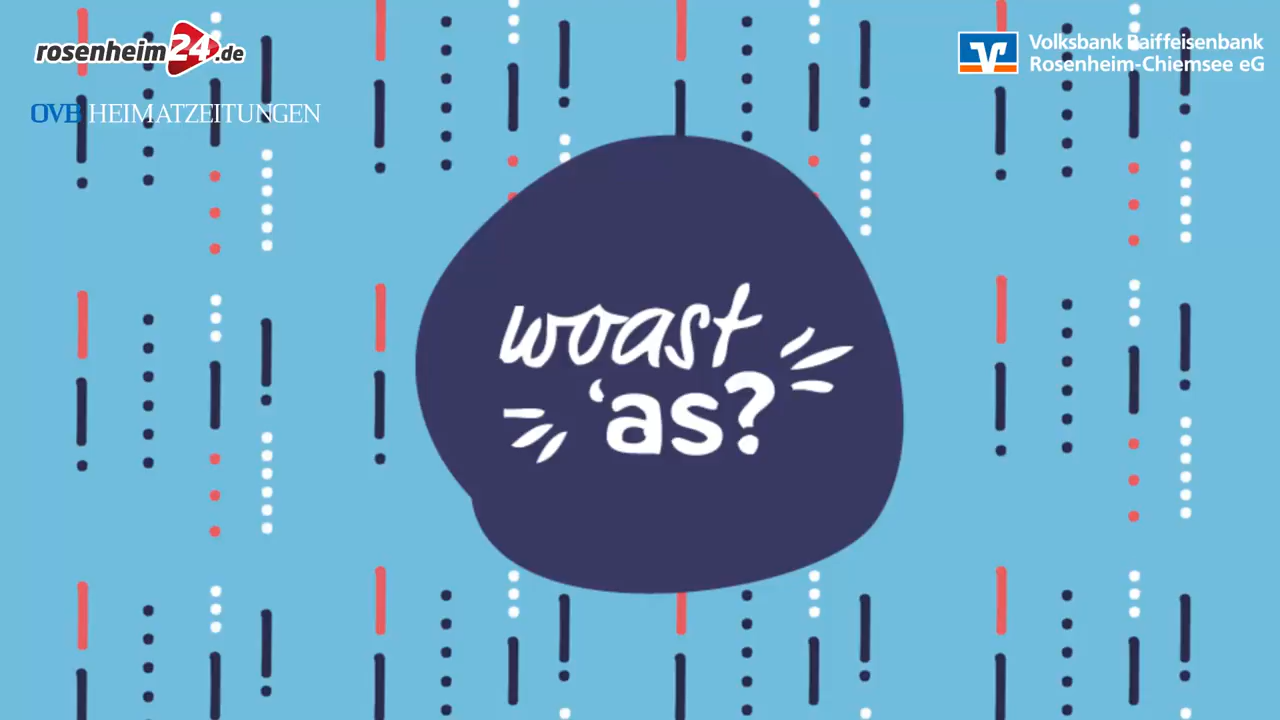 rosenheim24.de
OVB HEIMATZEITUNGEN
Volksbank Raiffeisenbank
Rosenheim-Chiemsee eG
woast
‘as?